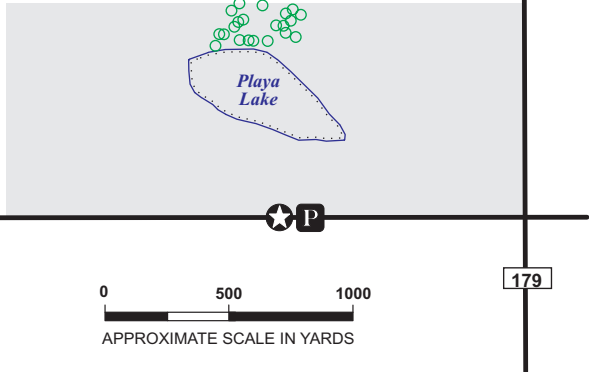 Playa
Lake
P
179
0 500 1000
APPROXIMATE SCALE IN YARDS